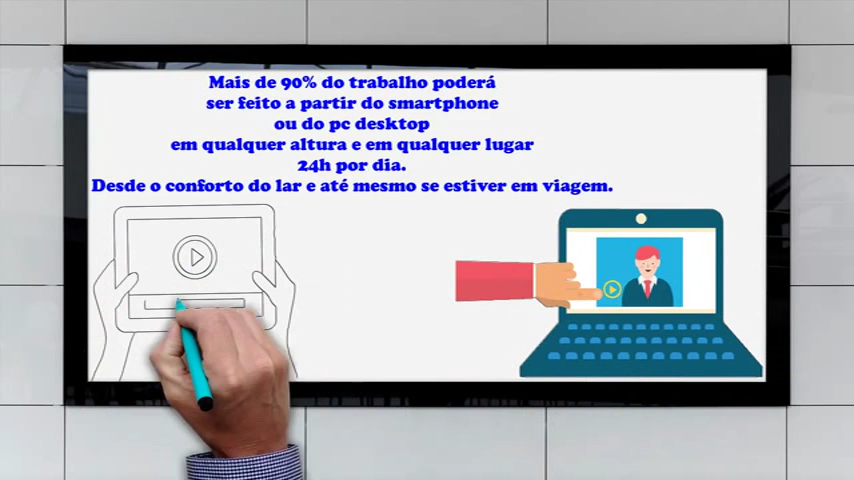 Mais de 90% do trabalho poderá
ser feito a partir do smartphone
ou do pc desktop
em qualquer altura e em qualquer lugar
24h por dia.
Desde o conforto do lar e até mesmo se estiver em viagem.